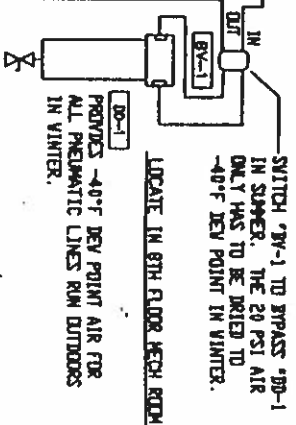 IN
OUT
BV-1
SWITCH "BV-1 TO BYPASS "DD-1
IN SUMMER. THE 20 PSI AIR
ONLY HAS TO BE DRIED TO
-40°F DEW POINT IN WINTER.
LOCATE IN 8TH FLOOR MECH ROOM
DD-1
PROVIDES -40°F DEW POINT AIR FOR
ALL PNEUMATIC LINES RUN OUTDOORS
IN WINTER.